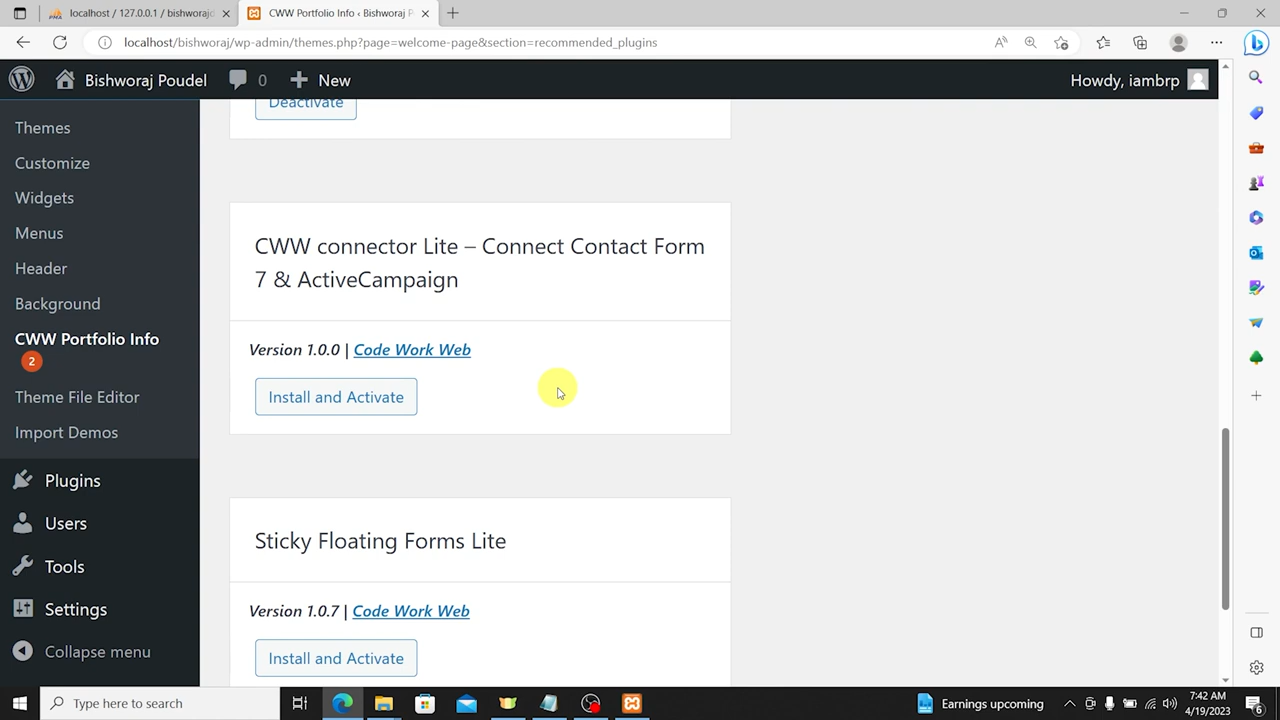 localhost / 127.0.0.1 / bishworajc
CWW Portfolio Info ‹ Bishworaj P
localhost/bishworaj/wp-admin/themes.php?page=welcome-page&section=recommended_plugins
Bishworaj Poudel
0
New
Howdy, iambrp
Themes
Customize
Widgets
Menus
Header
Background
CWW Portfolio Info
2
Theme File Editor
Import Demos
Plugins
Users
Tools
Settings
Collapse menu
Deactivate
CWW connector Lite – Connect Contact Form
7 & ActiveCampaign
Version 1.0.0 | Code Work Web
Install and Activate
Sticky Floating Forms Lite
Version 1.0.7 | Code Work Web
Install and Activate
Type here to search
Earnings upcoming
7:42 AM
4/19/2023
6